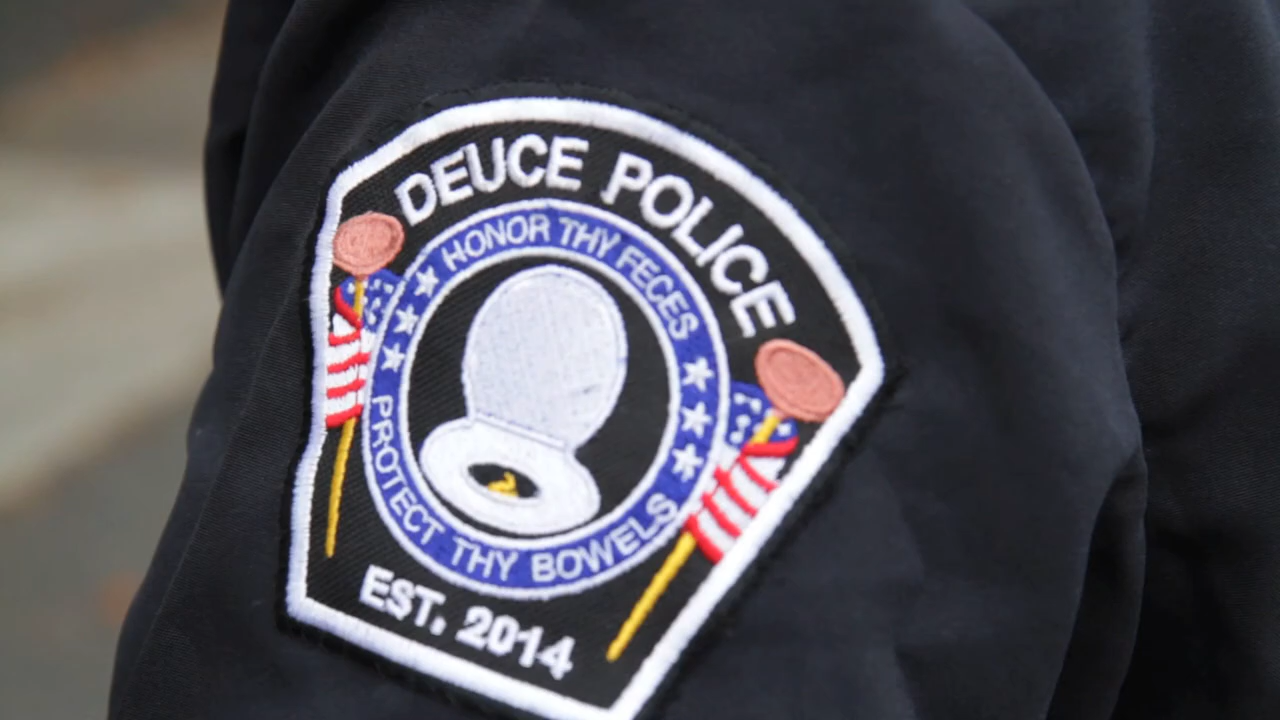 DEUCE POLICE
HONOR THY FECES
PROTECT THY BOWELS
EST. 2014